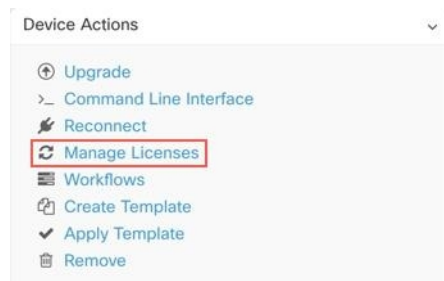 Device Actions
Upgrade
Command Line Interface
Reconnect
Manage Licenses
Workflows
Create Template
Apply Template
Remove